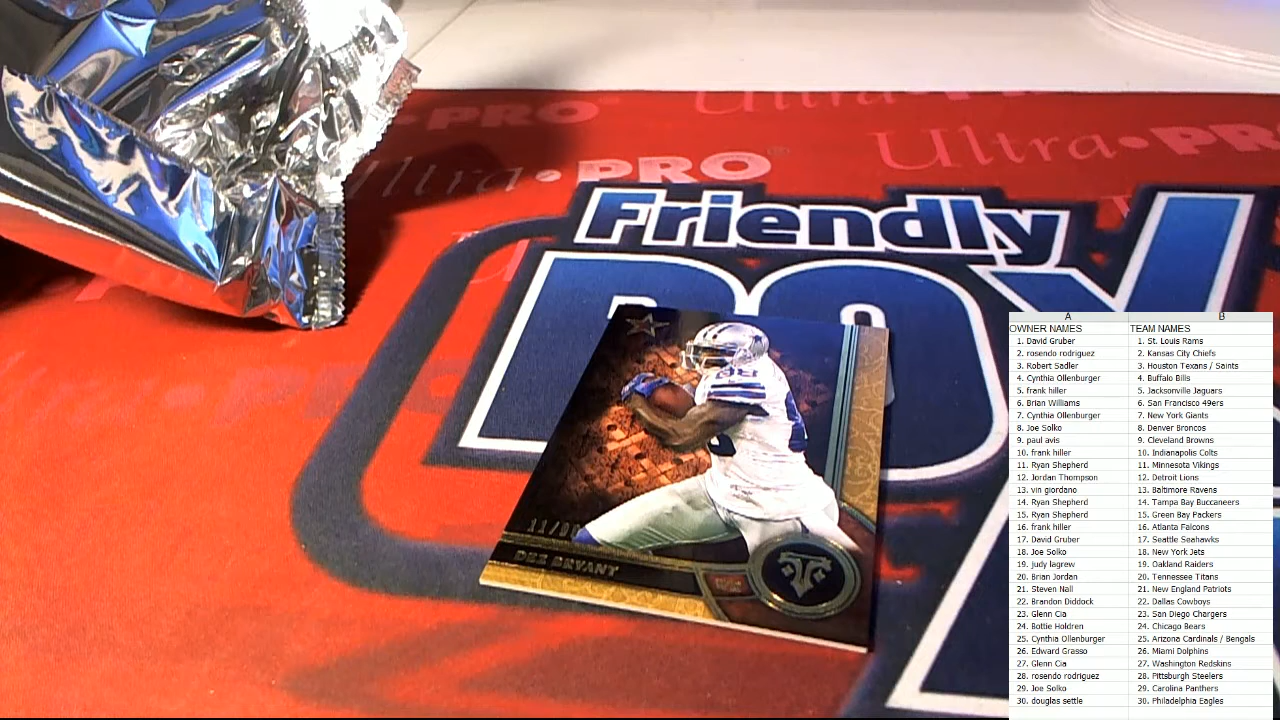 PRO
Ultra
Ultra•PRO
Ultra•PRO
Friendly
BOX
11/99
DEZ BRYANT
A B
OWNER NAMES TEAM NAMES
1. David Gruber 1. St. Louis Rams
2. rosendo rodriguez 2. Kansas City Chiefs
3. Robert Sadler 3. Houston Texans / Saints
4. Cynthia Ollenburger 4. Buffalo Bills
5. frank hiller 5. Jacksonville Jaguars
6. Brian Williams 6. San Francisco 49ers
7. Cynthia Ollenburger 7. New York Giants
8. Joe Solko 8. Denver Broncos
9. paul avis 9. Cleveland Browns
10. frank hiller 10. Indianapolis Colts
11. Ryan Shepherd 11. Minnesota Vikings
12. Jordan Thompson 12. Detroit Lions
13. vin giordano 13. Baltimore Ravens
14. Ryan Shepherd 14. Tampa Bay Buccaneers
15. Ryan Shepherd 15. Green Bay Packers
16. frank hiller 16. Atlanta Falcons
17. David Gruber 17. Seattle Seahawks
18. Joe Solko 18. New York Jets
19. judy lagrew 19. Oakland Raiders
20. Brian Jordan 20. Tennessee Titans
21. Steven Nall 21. New England Patriots
22. Brandon Diddock 22. Dallas Cowboys
23. Glenn Cia 23. San Diego Chargers
24. Bottie Holdren 24. Chicago Bears
25. Cynthia Ollenburger 25. Arizona Cardinals / Bengals
26. Edward Grasso 26. Miami Dolphins
27. Glenn Cia 27. Washington Redskins
28. rosendo rodriguez 28. Pittsburgh Steelers
29. Joe Solko 29. Carolina Panthers
30. douglas settle 30. Philadelphia Eagles